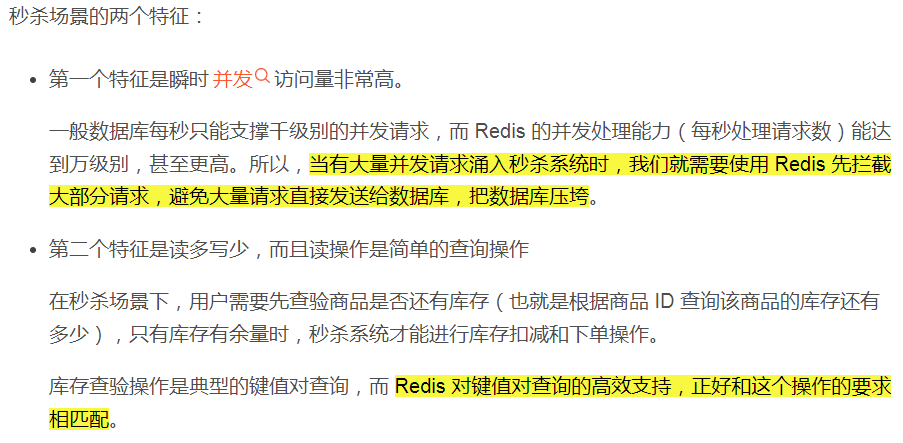 秒杀场景的两个特征：
第一个特征是瞬时 并发 访问量非常高。
一般数据库每秒只能支撑千级别的并发请求，而 Redis 的并发处理能力（每秒处理请求数）能达
到万级别，甚至更高。所以，当有大量并发请求涌入秒杀系统时，我们就需要使用 Redis 先拦截
大部分请求，避免大量请求直接发送给数据库，把数据库压垮。
第二个特征是读多写少，而且读操作是简单的查询操作
在秒杀场景下，用户需要先查验商品是否还有库存（也就是根据商品 ID 查询该商品的库存还有
多少），只有库存有余量时，秒杀系统才能进行库存扣减和下单操作。
库存查验操作是典型的键值对查询，而 Redis 对键值对查询的高效支持，正好和这个操作的要求
相匹配。